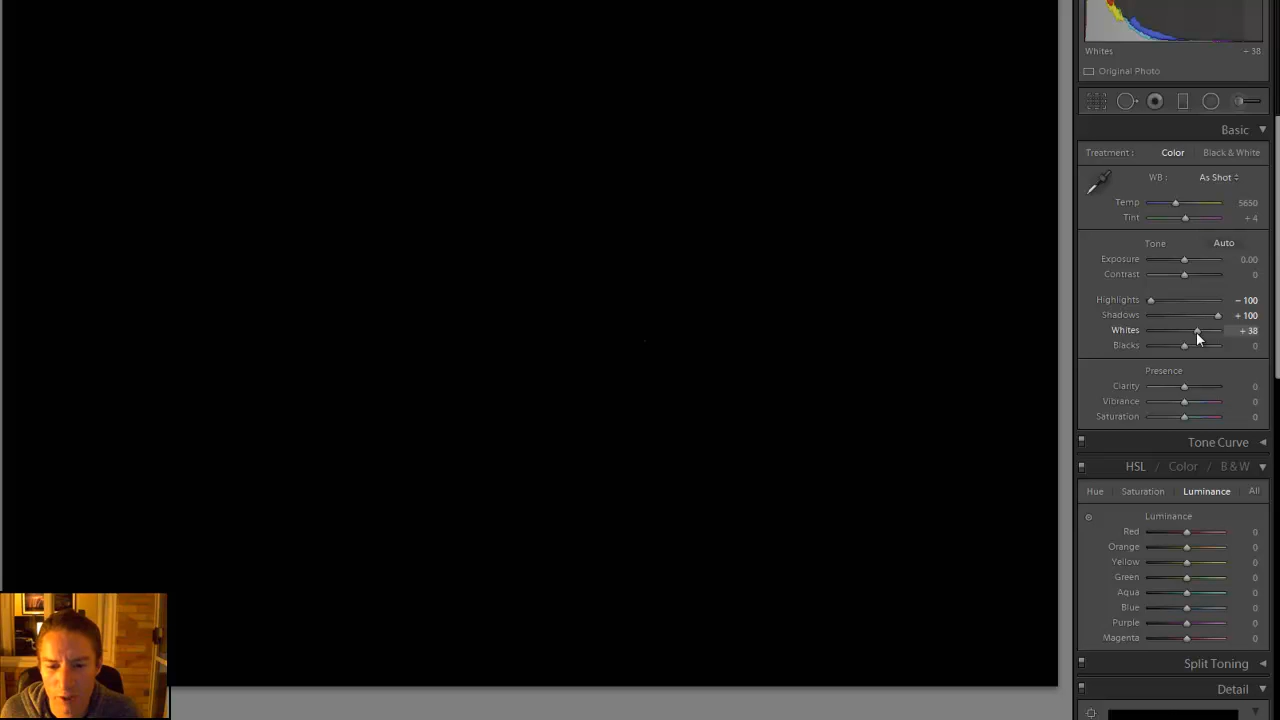 Whites + 38
Original Photo
Basic
Treatment : Color Black & White
WB : As Shot
Temp 5650
Tint + 4
Tone Auto
Exposure 0.00
Contrast 0
Highlights − 100
Shadows + 100
Whites + 38
Blacks 0
Presence
Clarity 0
Vibrance 0
Saturation 0
Tone Curve
HSL / Color / B & W
Hue Saturation Luminance All
Luminance
Red 0
Orange 0
Yellow 0
Green 0
Aqua 0
Blue 0
Purple 0
Magenta 0
Split Toning
Detail